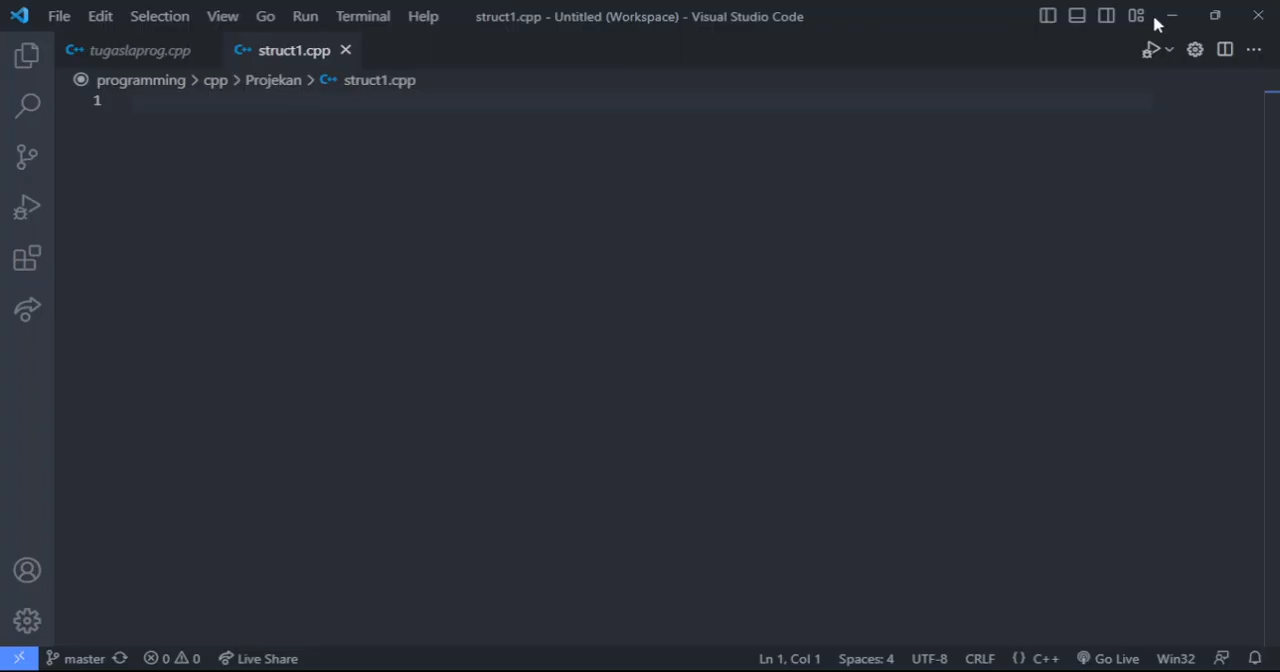 File Edit Selection View Go Run Terminal Help struct1.cpp - Untitled (Workspace) - Visual Studio Code
tugaslaprog.cpp struct1.cpp
programming > cpp > Projekan > struct1.cpp
1
master 0 0 Live Share Ln 1, Col 1 Spaces: 4 UTF-8 CRLF {} C++ Go Live Win32